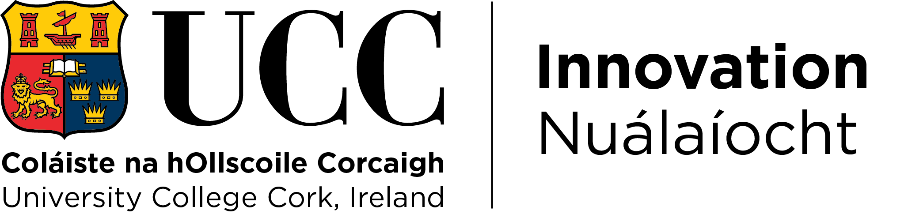 UCC
Coláiste na hOllscoile Corcaigh
University College Cork, Ireland
Innovation
Nuálaíocht